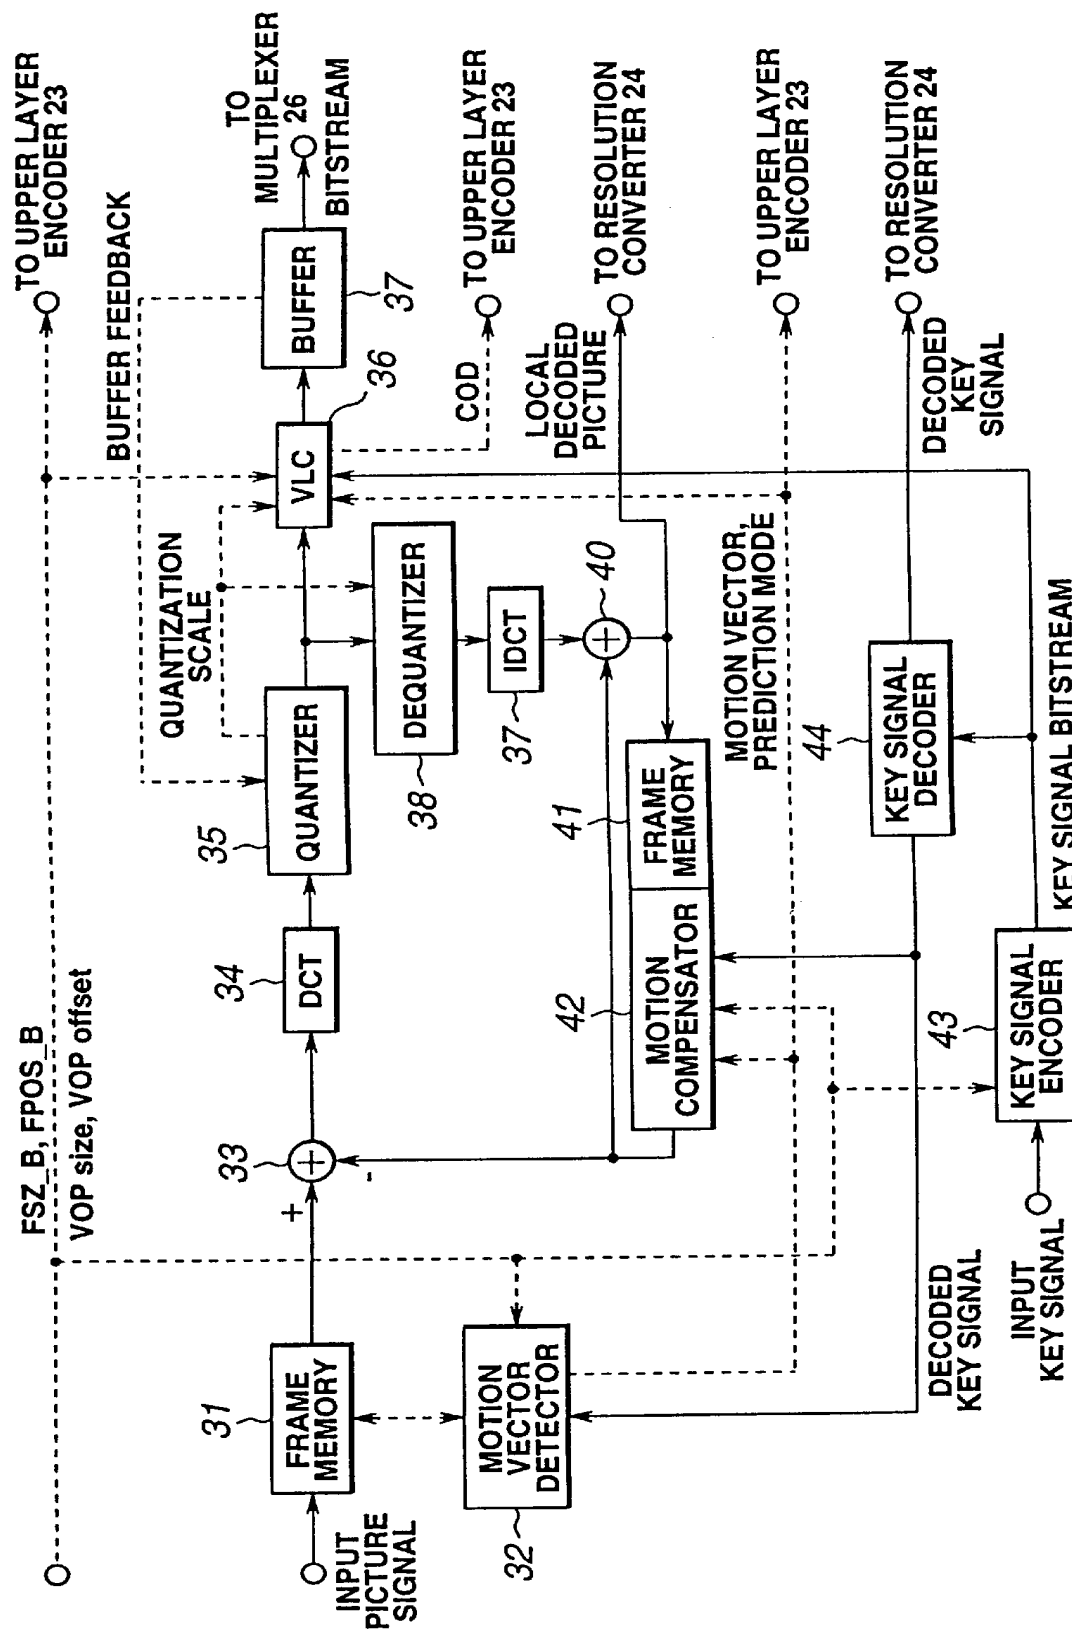 FSZ_B, FPOS_B
VOP size, VOP offset
TO UPPER LAYER
ENCODER 23
BUFFER FEEDBACK
QUANTIZATION
SCALE
INPUT
PICTURE
SIGNAL
31
FRAME
MEMORY
+
33
+
-
34
DCT
35
QUANTIZER
VLC
36
BUFFER
37
TO
MULTIPLEXER
26
BITSTREAM
COD
TO UPPER LAYER
ENCODER 23
38
DEQUANTIZER
37
IDCT
+
40
LOCAL
DECODED
PICTURE
TO RESOLUTION
CONVERTER 24
32
MOTION
VECTOR
DETECTOR
42
MOTION
COMPENSATOR
41
FRAME
MEMORY
MOTION VECTOR,
PREDICTION MODE
TO UPPER LAYER
ENCODER 23
44
KEY SIGNAL
DECODER
DECODED
KEY
SIGNAL
TO RESOLUTION
CONVERTER 24
DECODED
KEY SIGNAL
INPUT
KEY SIGNAL
43
KEY SIGNAL
ENCODER
KEY SIGNAL BITSTREAM